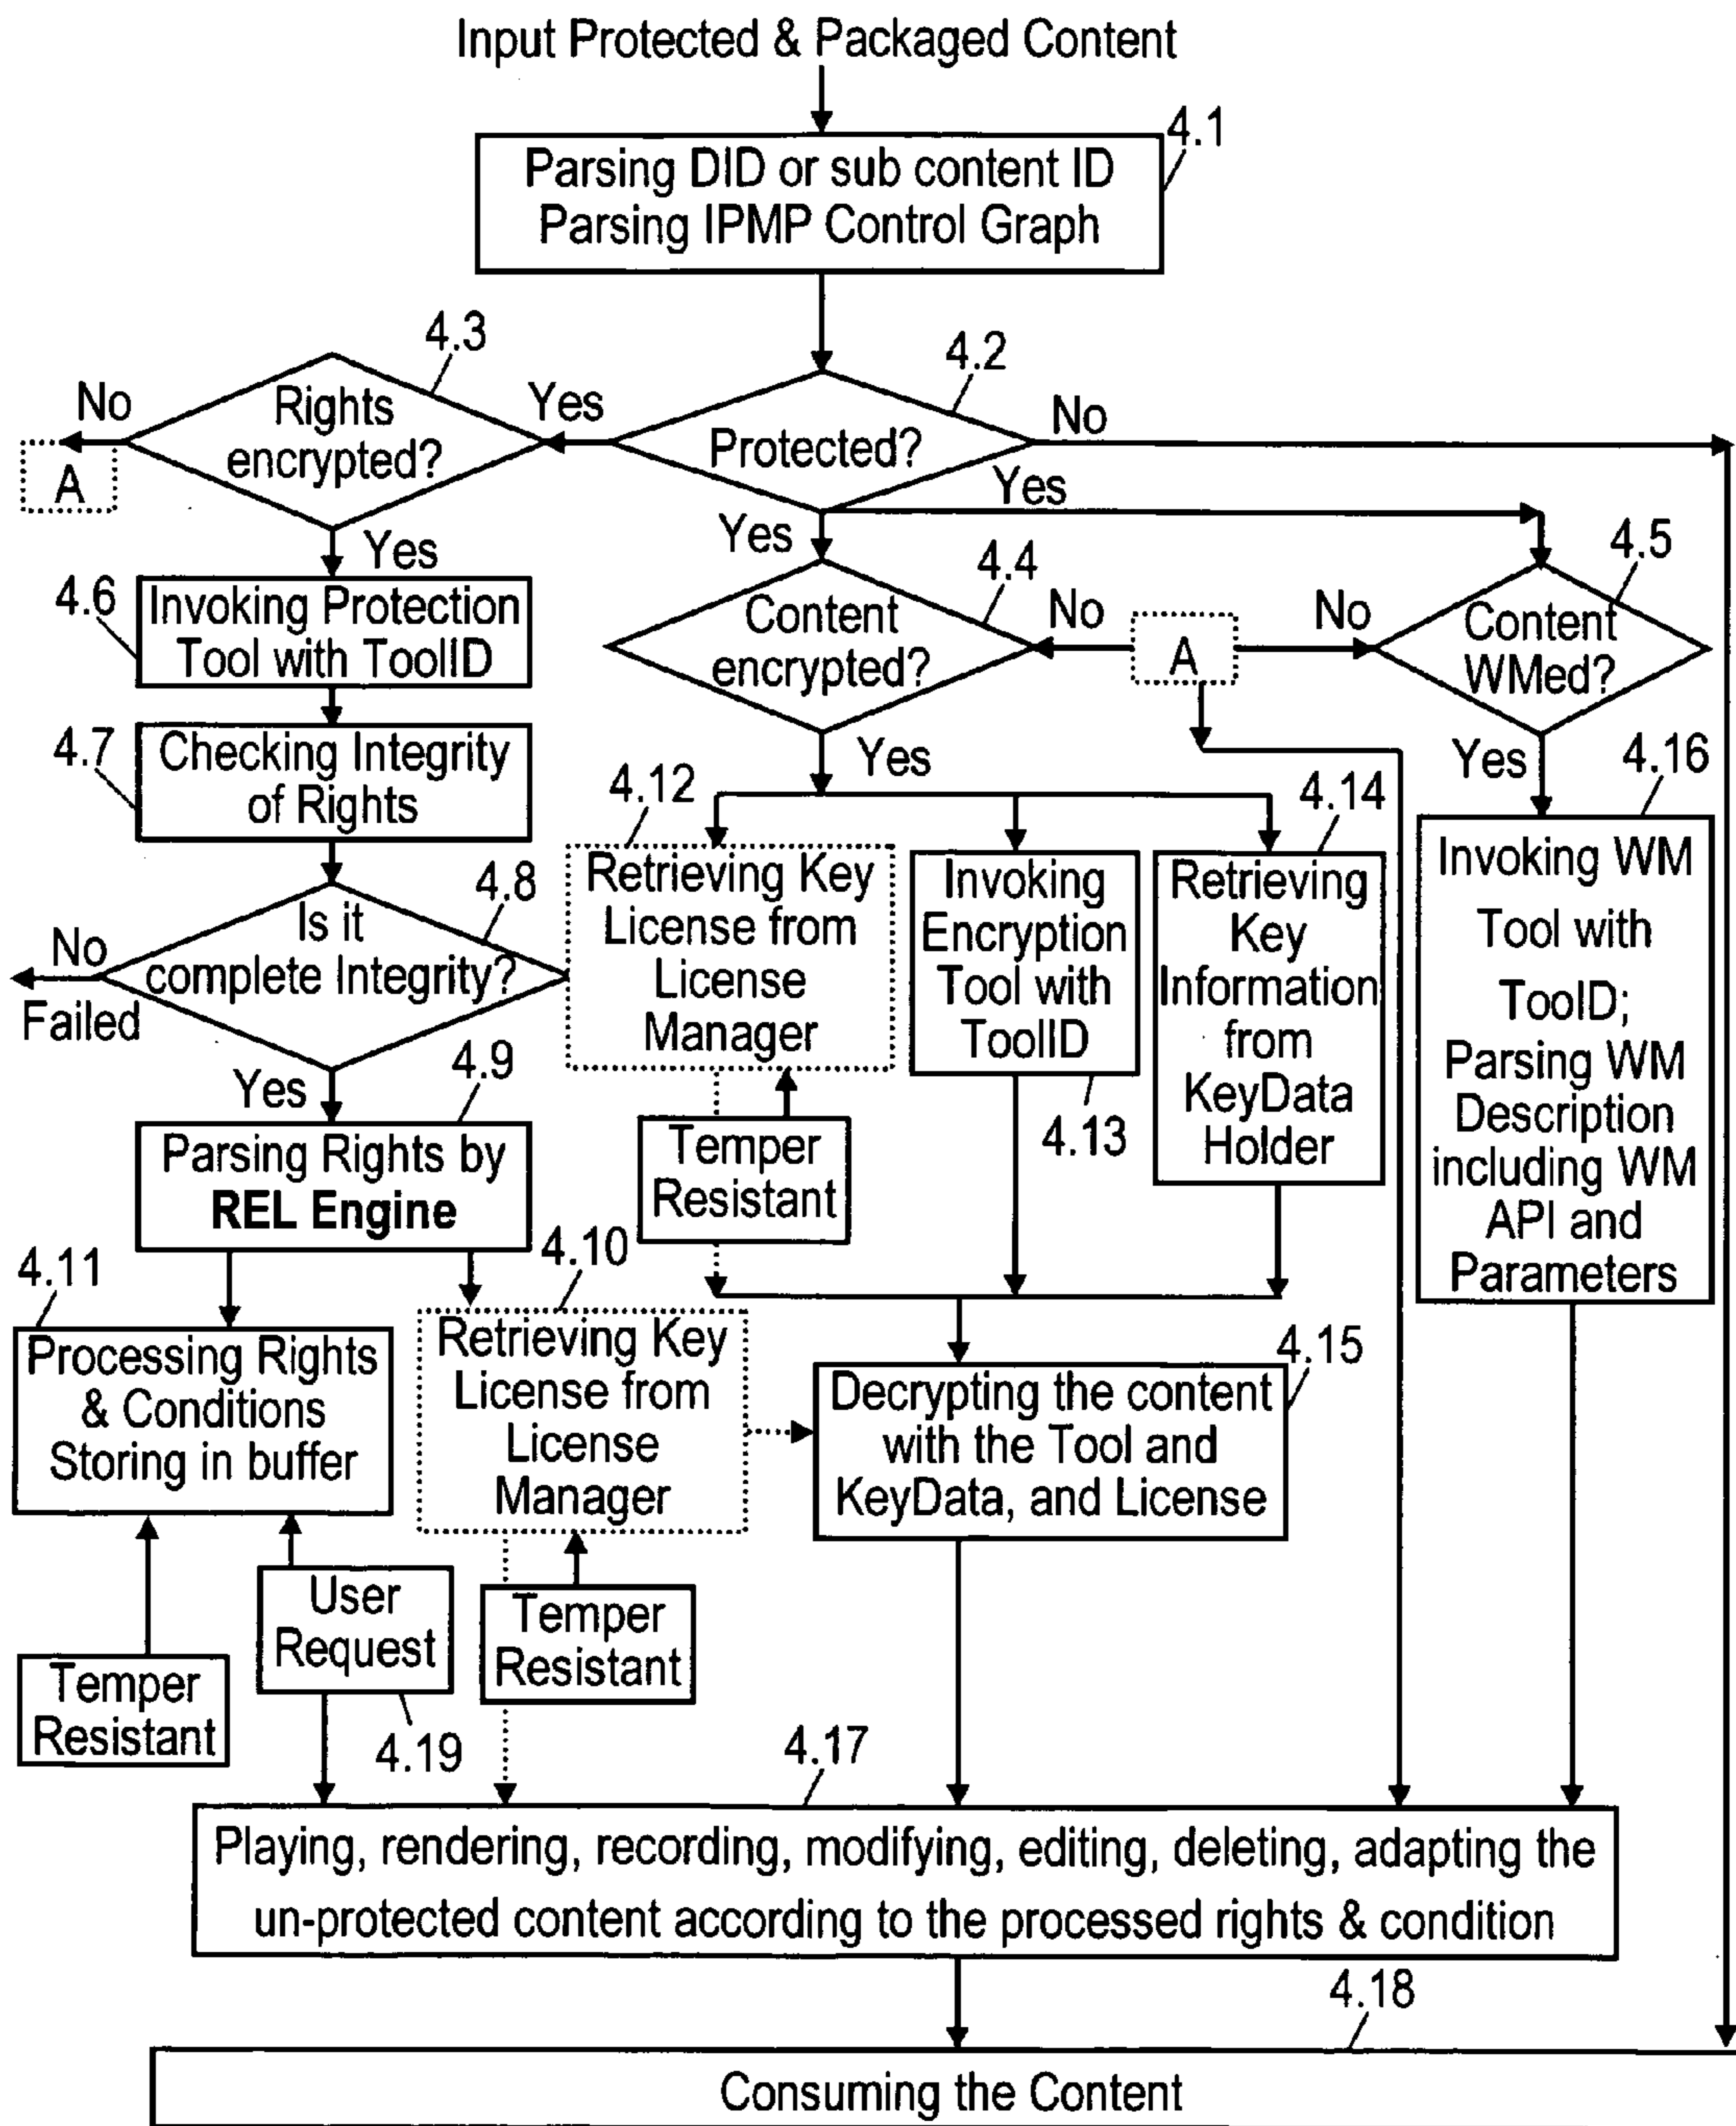 Input Protected & Packaged Content
4.1
Parsing DID or sub content ID
Parsing IPMP Control Graph
4.3
4.2
No
Rights
encrypted?
Yes
Protected?
No
A
Yes
Yes
Yes
4.5
4.4
4.6
Invoking Protection
Tool with ToolID
Content
encrypted?
No
A
No
Content
WMed?
4.7
Checking Integrity
of Rights
Yes
Yes
4.16
4.12
4.14
4.8
No
Failed
Is it
complete Integrity?
Retrieving Key
License from
License
Manager
Invoking
Encryption
Tool with
ToolID
Retrieving
Key
Information
from
KeyData
Holder
Invoking WM
Tool with
ToolD;
Parsing WM
Description
including WM
API and
Parameters
Yes
4.9
Temper
Resistant
4.13
Parsing Rights by
REL Engine
4.10
4.11
4.15
Processing Rights
& Conditions
Storing in buffer
Retrieving Key
License from
License
Manager
Decrypting the content
with the Tool and
KeyData, and License
User
Request
Temper
Resistant
Temper
Resistant
4.19
4.17
Playing, rendering, recording, modifying, editing, deleting, adapting the
un-protected content according to the processed rights & condition
4.18
Consuming the Content